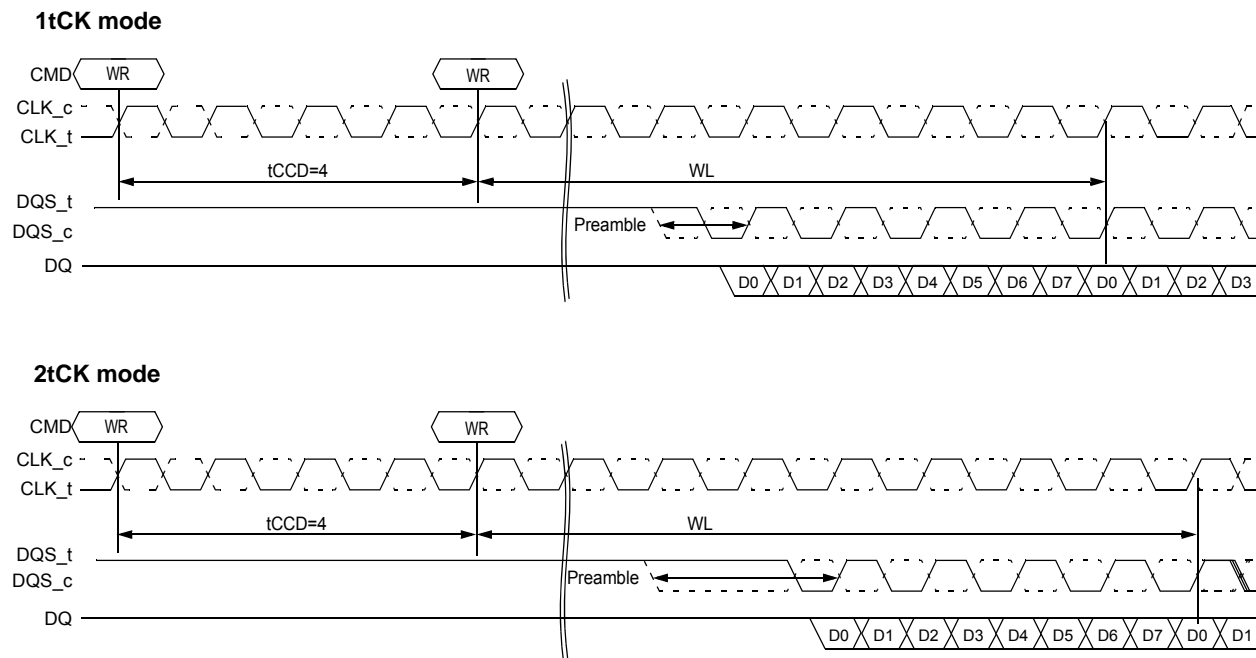 1tCK mode
CMD WR WR
CLK_c
CLK_t
tCCD=4 WL
DQS_t
DQS_c Preamble
DQ D0 D1 D2 D3 D4 D5 D6 D7 D0 D1 D2 D3
2tCK mode
CMD WR WR
CLK_c
CLK_t
tCCD=4 WL
DQS_t
DQS_c Preamble
DQ D0 D1 D2 D3 D4 D5 D6 D7 D0 D1